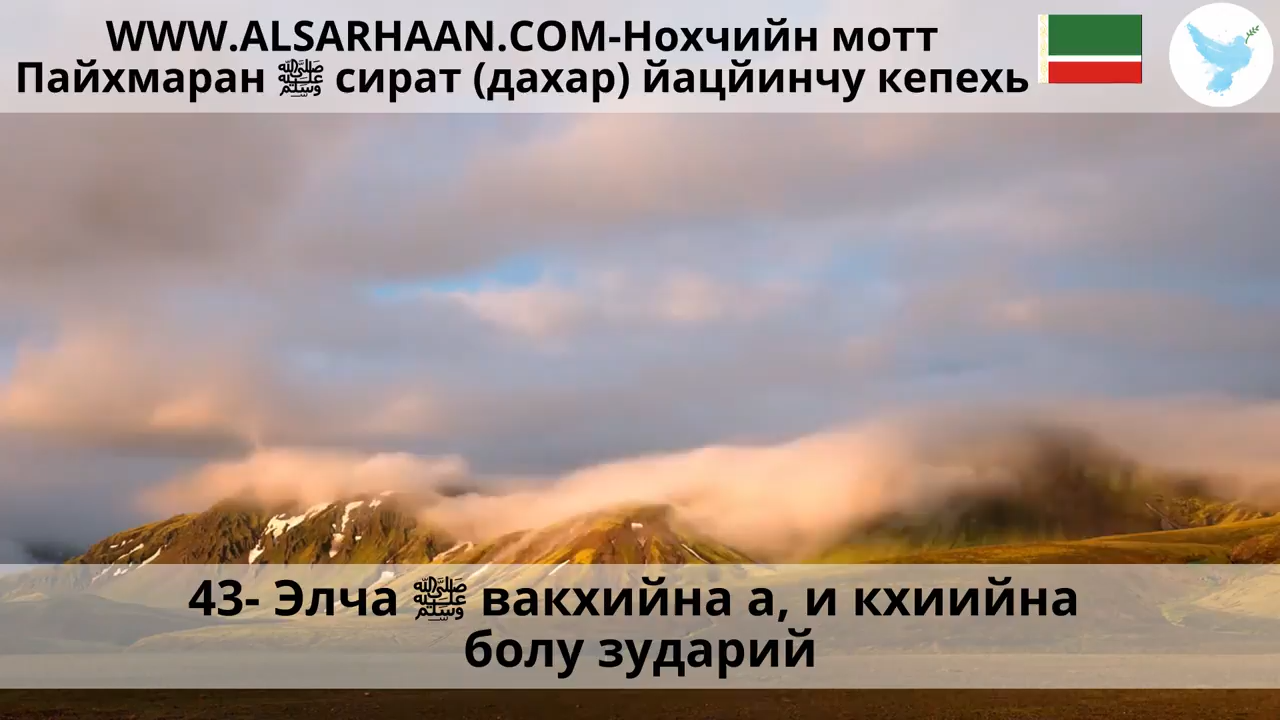 WWW.ALSARHAAN.COM-Нохчийн мотт
Пайхмаран ﷺ сират (дахар) йацйинчу кепехь
43- Элча ﷺ вакхийна а, и кхиийна
болу зударий